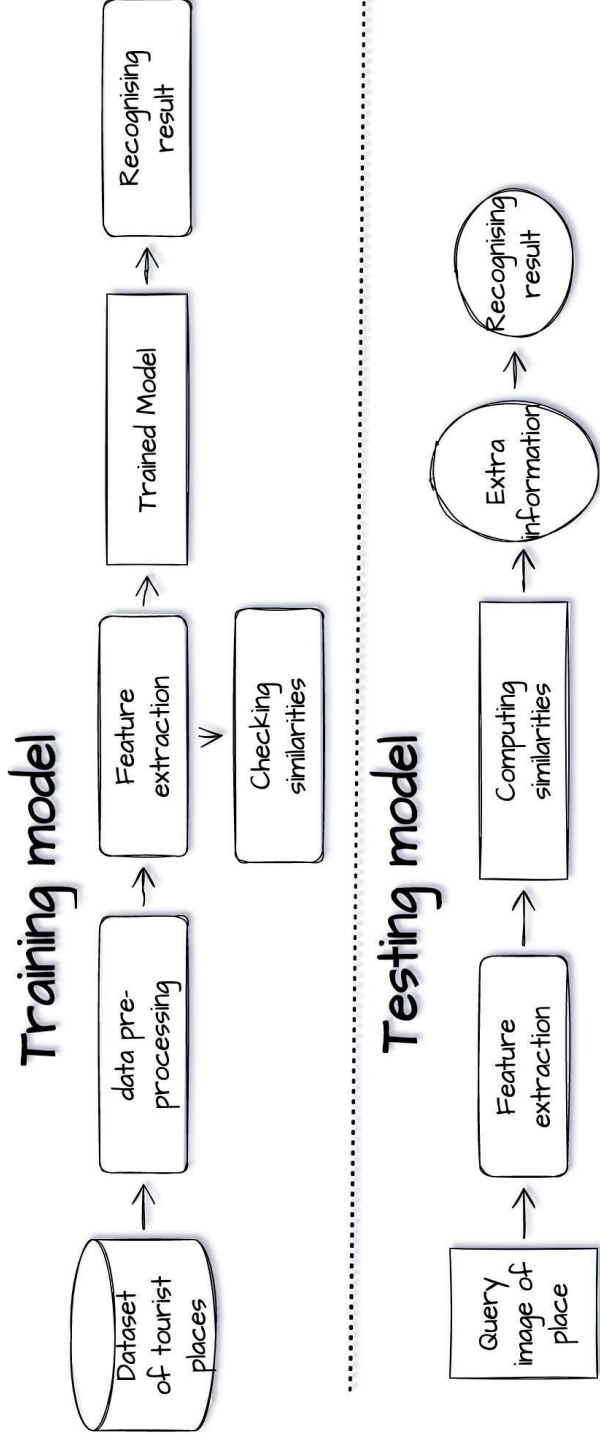 Training model
Dataset
of tourist
places
data pre-
processing
Feature
extraction
Checking
similarities
Trained Model
Recognising
result
Testing model
Query
image of
place
Feature
extraction
Computing
similarities
Extra
information
Recognising
result